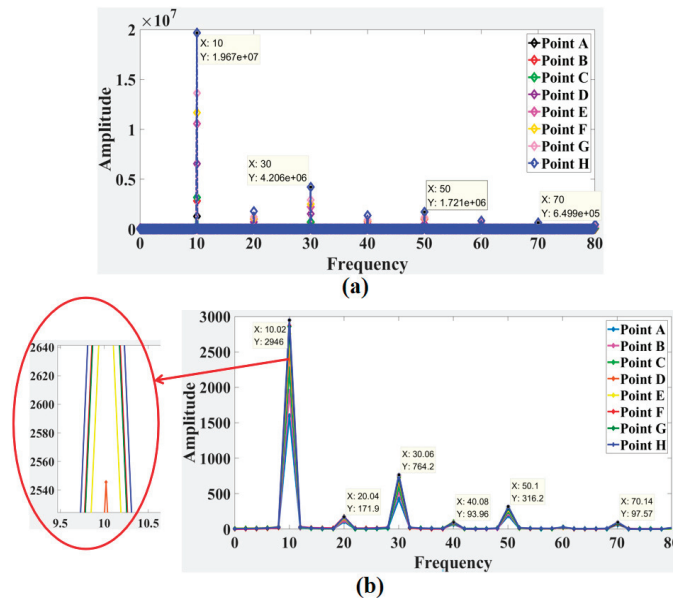 × 10^7
2
1.5
1
0.5
0
Amplitude
X: 10
Y: 1.967e+07
X: 30
Y: 4.206e+06
X: 50
Y: 1.721e+06
X: 70
Y: 6.499e+05
Point A
Point B
Point C
Point D
Point E
Point F
Point G
Point H
0 10 20 30 40 50 60 70 80
Frequency
(a)
2640
2620
2600
2580
2560
2540
9.5 10 10.5
3000
2500
2000
1500
1000
500
0
Amplitude
X: 10.02
Y: 2946
X: 20.04
Y: 171.9
X: 30.06
Y: 764.2
X: 40.08
Y: 93.96
X: 50.1
Y: 316.2
X: 70.14
Y: 97.57
Point A
Point B
Point C
Point D
Point E
Point F
Point G
Point H
0 10 20 30 40 50 60 70 80
Frequency
(b)